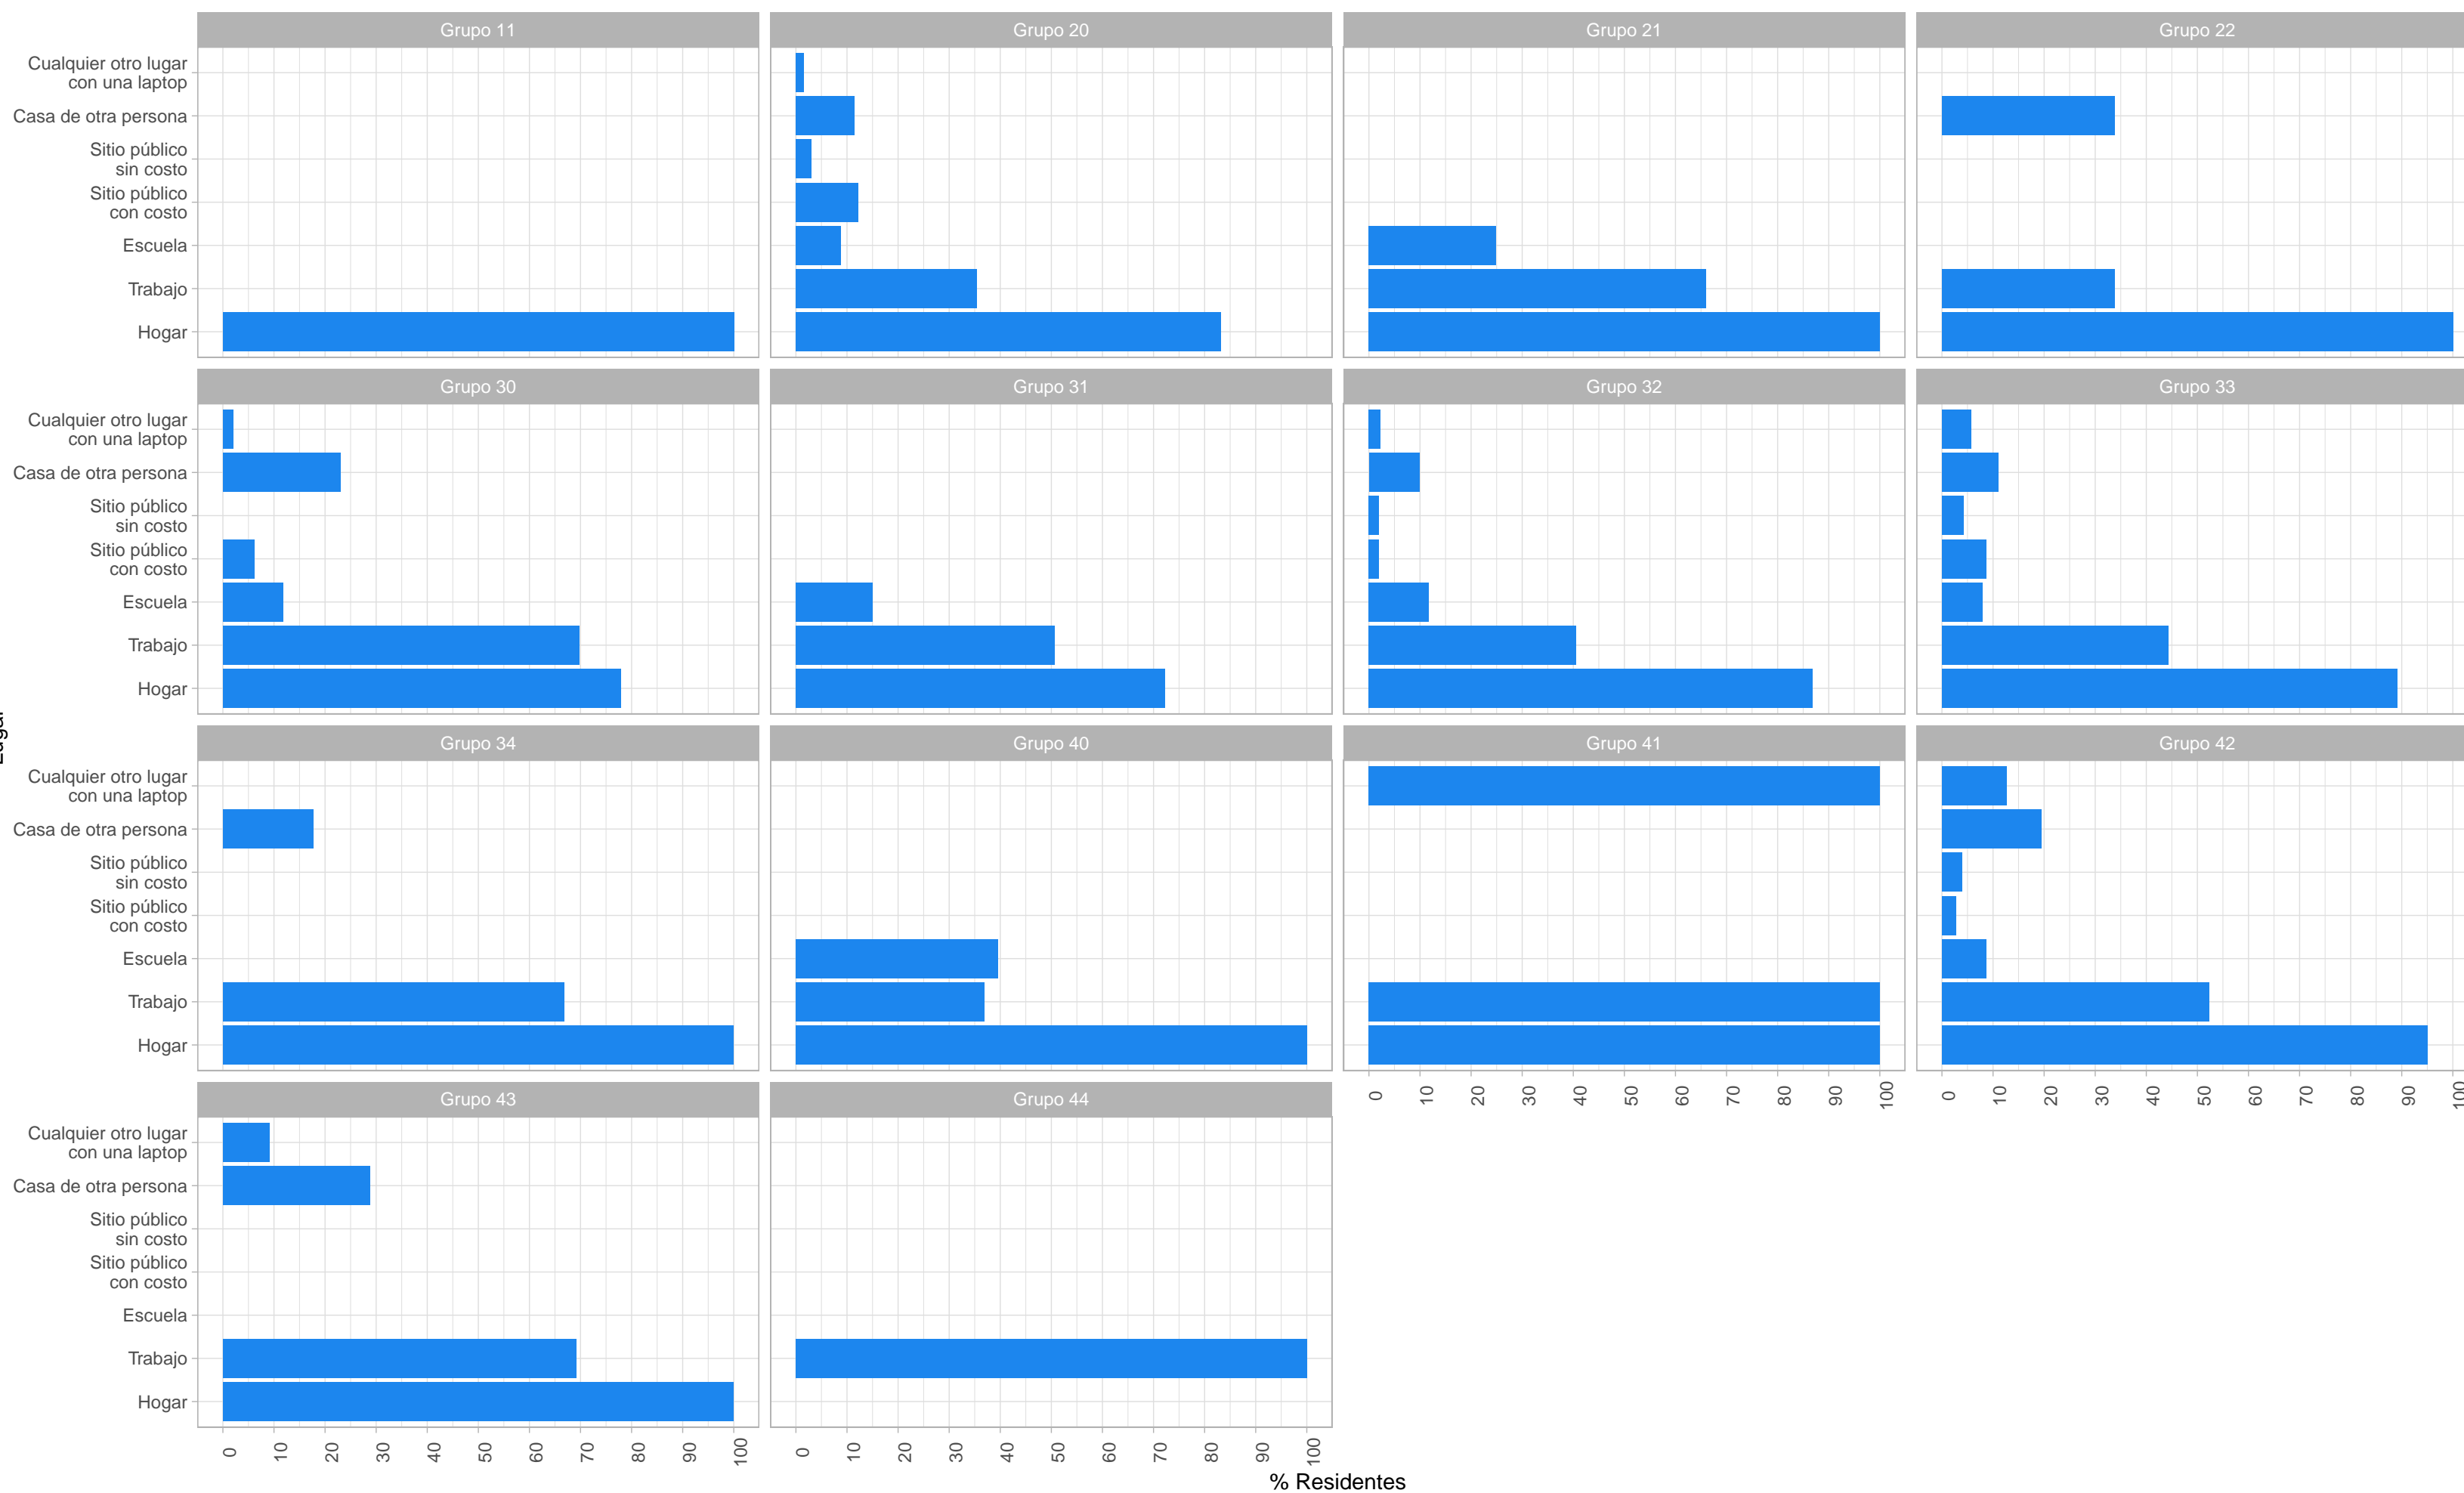 Grupo 11
Grupo 20
Grupo 21
Grupo 22
Cualquier otro lugar
con una laptop
Casa de otra persona
Sitio público
sin costo
Sitio público
con costo
Escuela
Trabajo
Hogar
Grupo 30
Grupo 31
Grupo 32
Grupo 33
Cualquier otro lugar
con una laptop
Casa de otra persona
Sitio público
sin costo
Sitio público
con costo
Escuela
Trabajo
Hogar
Grupo 34
Grupo 40
Grupo 41
Grupo 42
Cualquier otro lugar
con una laptop
Casa de otra persona
Sitio público
sin costo
Sitio público
con costo
Escuela
Trabajo
Hogar
0 10 20 30 40 50 60 70 80 90 100
0 10 20 30 40 50 60 70 80 90 100
Grupo 43
Grupo 44
Cualquier otro lugar
con una laptop
Casa de otra persona
Sitio público
sin costo
Sitio público
con costo
Escuela
Trabajo
Hogar
0 10 20 30 40 50 60 70 80 90 100
0 10 20 30 40 50 60 70 80 90 100
% Residentes